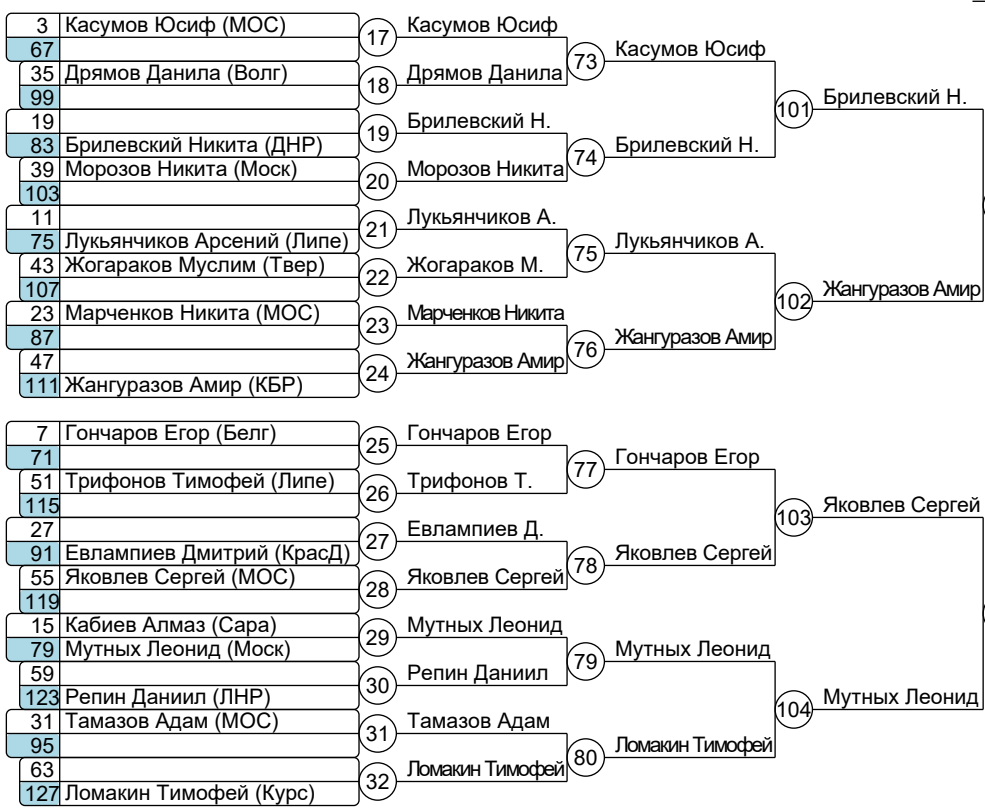 3 Касумов Юсиф (МОС)
67
35 Дрямов Данила (Волг)
99
19
83 Брилевский Никита (ДНР)
39 Морозов Никита (Моск)
103
11
75 Лукьянчиков Арсений (Липе)
43 Жогараков Муслим (Твер)
107
23 Марченков Никита (МОС)
87
47
111 Жангуразов Амир (КБР)
7 Гончаров Егор (Белг)
71
51 Трифонов Тимофей (Липе)
115
27
91 Евлампиев Дмитрий (КрасД)
55 Яковлев Сергей (МОС)
119
15 Кабиев Алмаз (Сара)
79 Мутных Леонид (Моск)
59
123 Репин Даниил (ЛНР)
31 Тамазов Адам (МОС)
95
63
127 Ломакин Тимофей (Курс)
17 Касумов Юсиф
18 Дрямов Данила
19 Брилевский Н.
20 Морозов Никита
21 Лукьянчиков А.
22 Жогараков М.
23 Марченков Никита
24 Жангуразов Амир
25 Гончаров Егор
26 Трифонов Т.
27 Евлампиев Д.
28 Яковлев Сергей
29 Мутных Леонид
30 Репин Даниил
31 Тамазов Адам
32 Ломакин Тимофей
73 Касумов Юсиф
74 Брилевский Н.
75 Лукьянчиков А.
76 Жангуразов Амир
77 Гончаров Егор
78 Яковлев Сергей
79 Мутных Леонид
80 Ломакин Тимофей
101 Брилевский Н.
102 Жангуразов Амир
103 Яковлев Сергей
104 Мутных Леонид